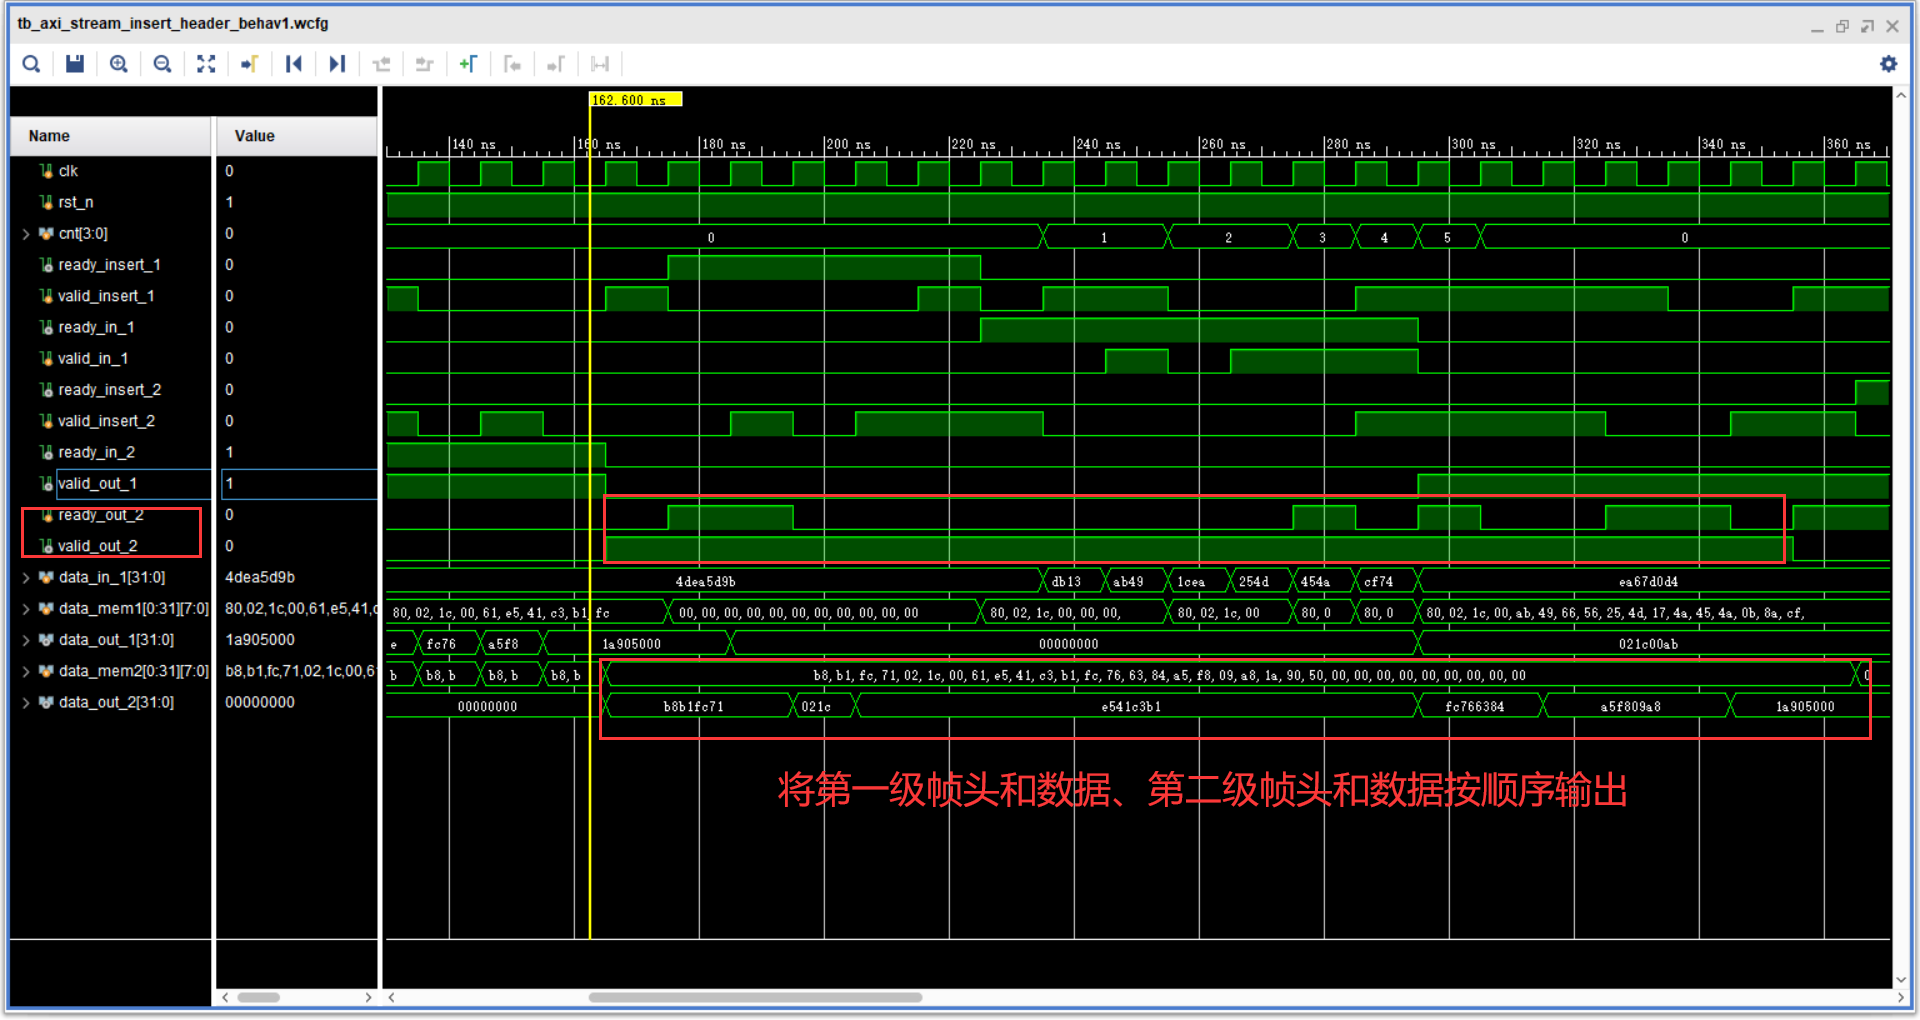 tb_axi_stream_insert_header_behav1.wcfg
162.600 ns
Name Value
140 ns 180 ns 200 ns 220 ns 240 ns 260 ns 280 ns 300 ns 320 ns 340 ns 360 ns
clk 0
rst_n 1
cnt[3:0] 0 0 1 2 3 4 5 0
ready_insert_1 0
valid_insert_1 0
ready_in_1 0
valid_in_1 0
ready_insert_2 0
valid_insert_2 0
ready_in_2 1
valid_out_1 1
ready_out_2 0
valid_out_2 0
data_in_1[31:0] 4dea5d9b 4dea5d9b db13 ab49 1cea 254d 454a cf74 ea67d0d4
data_mem1[0:31][7:0] 80,02,1c,00,61,e5,41,c 80,02,1c,00,61,e5,41,c3,b1,fc 00,00,00,00,00,00,00,00,00,00,00 80,02,1c,00,00,00, 80,02,1c,00 80,0 80,0 80,02,1c,00,ab,49,66,56,25,4d,17,4a,45,4a,0b,8a,cf,
data_out_1[31:0] 1a905000 e fc76 a5f8 1a905000 00000000 021c00ab
data_mem2[0:31][7:0] b8,b1,fc,71,02,1c,00,61 b b8,b b8,b b8,b b8,b1,fc,71,02,1c,00,61,e5,41,c3,b1,fc,76,63,84,a5,f8,09,a8,1a,90,50,00,00,00,00,00,00,00,00,00 0
data_out_2[31:0] 00000000 00000000 b8b1fc71 021c e541c3b1 fc766384 a5f809a8 1a905000
将第一级帧头和数据、第二级帧头和数据按顺序输出